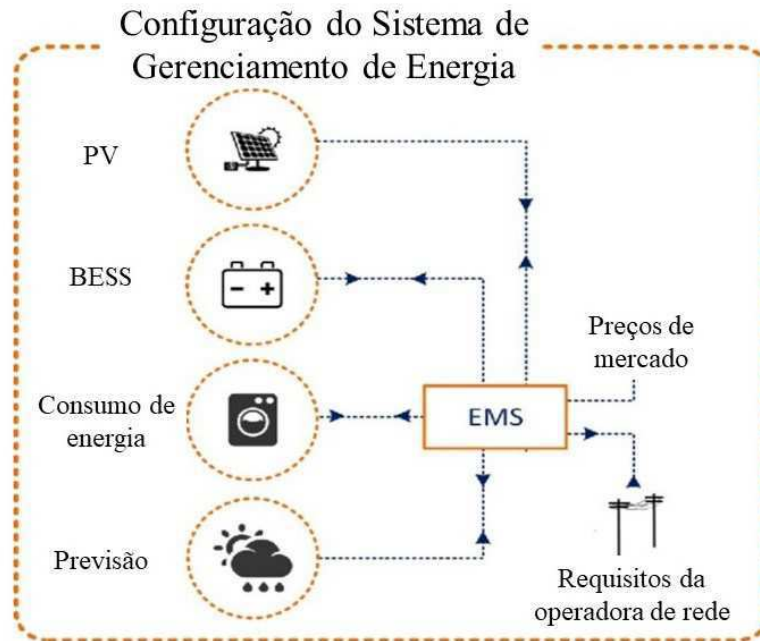 Configuração do Sistema de
Gerenciamento de Energia
PV
BESS
Preços de
mercado
Consumo de
energia
EMS
Previsão
Requisitos da
operadora de rede